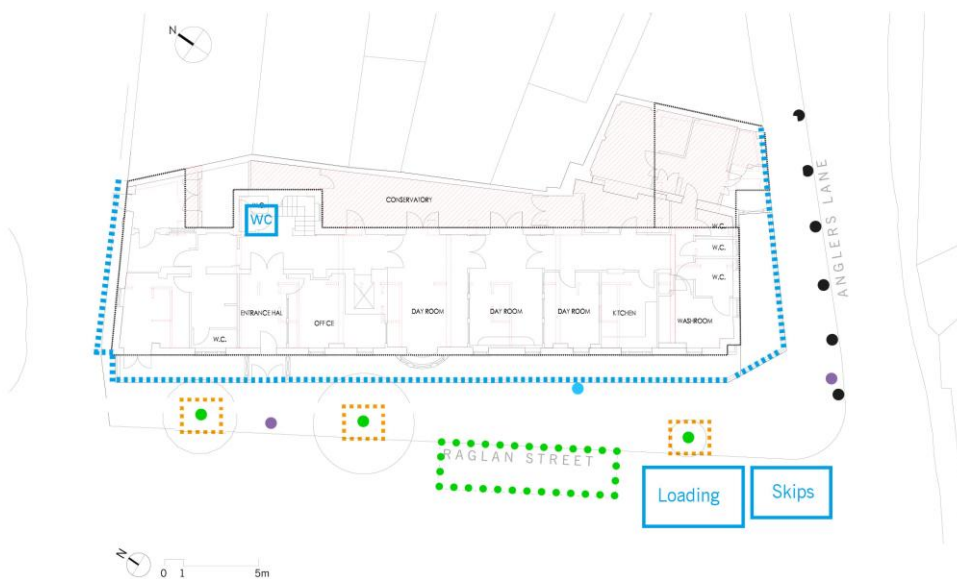 N
CONSERVATORY
WC
W.C.
W.C.
W.C.
ENTRANCE HAL
OFFICE
DAY ROOM
DAY ROOM
DAY ROOM
KITCHEN
WASHROOM
W.C.
ANGLERS LANE
RAGLAN STREET
Loading
Skips
N
0 1 5m